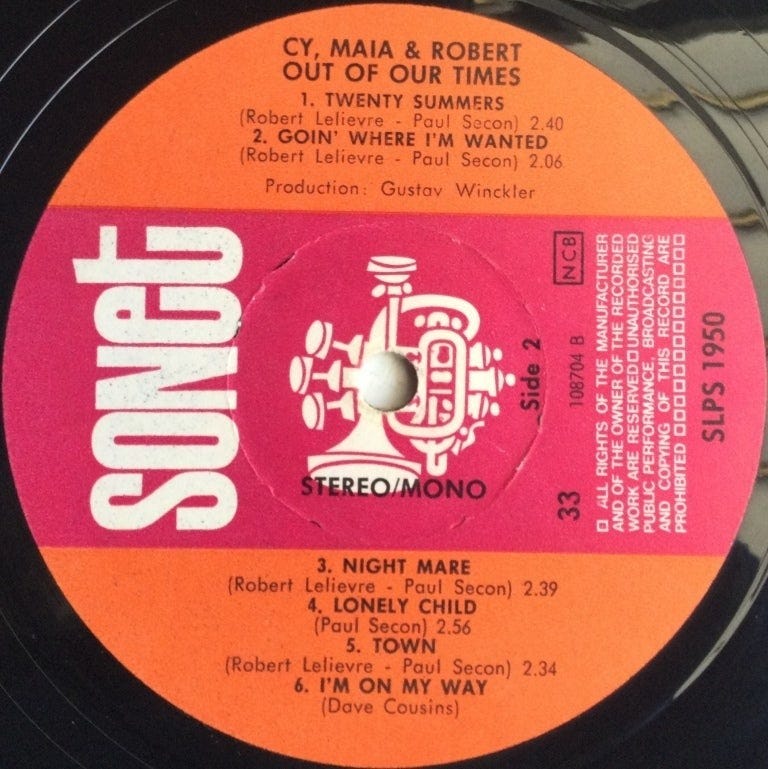 CY, MAIA & ROBERT
OUT OF OUR TIMES
1. TWENTY SUMMERS
(Robert Lelievre - Paul Secon) 2.40
2. GOIN' WHERE I'M WANTED
(Robert Lelievre - Paul Secon) 2.06
Production: Gustav Winckler
SONET
STEREO/MONO
Side 2
NCB
108704 B
33
□ ALL RIGHTS OF THE MANUFACTURER
AND OF THE OWNER OF THE RECORDED
WORK ARE RESERVED □ UNAUTHORISED
PUBLIC PERFORMANCE, BROADCASTING
AND COPYING OF THIS RECORD ARE
PROHIBITED □□□□□□□□□□□□
SLPS 1950
3. NIGHT MARE
(Robert Lelievre - Paul Secon) 2.39
4. LONELY CHILD
(Paul Secon) 2.56
5. TOWN
(Robert Lelievre - Paul Secon) 2.34
6. I'M ON MY WAY
(Dave Cousins)